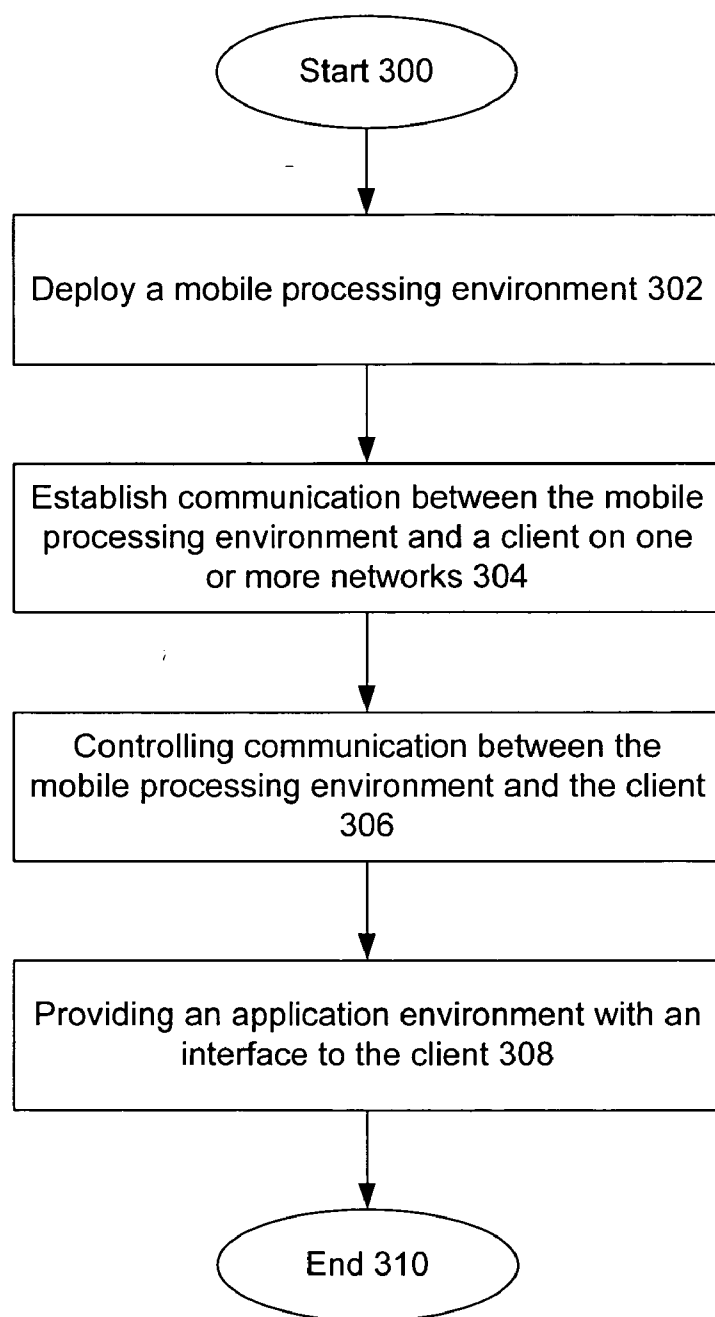 Start 300
Deploy a mobile processing environment 302
Establish communication between the mobile
processing environment and a client on one
or more networks 304
Controlling communication between the
mobile processing environment and the client
306
Providing an application environment with an
interface to the client 308
End 310